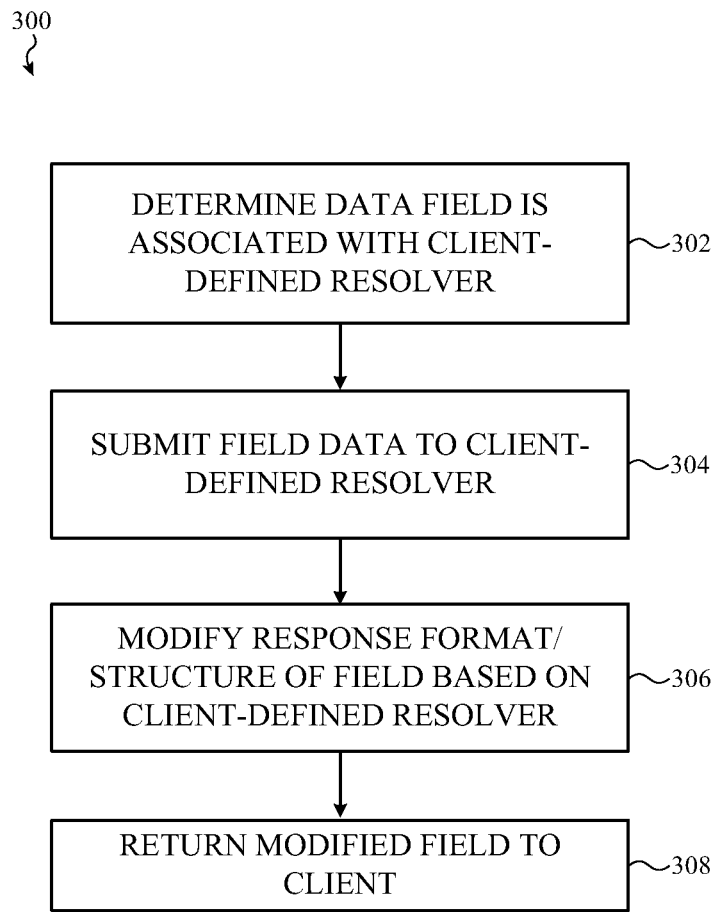 300
DETERMINE DATA FIELD IS
ASSOCIATED WITH CLIENT-
DEFINED RESOLVER
302
SUBMIT FIELD DATA TO CLIENT-
DEFINED RESOLVER
304
MODIFY RESPONSE FORMAT/
STRUCTURE OF FIELD BASED ON
CLIENT-DEFINED RESOLVER
306
RETURN MODIFIED FIELD TO
CLIENT
308